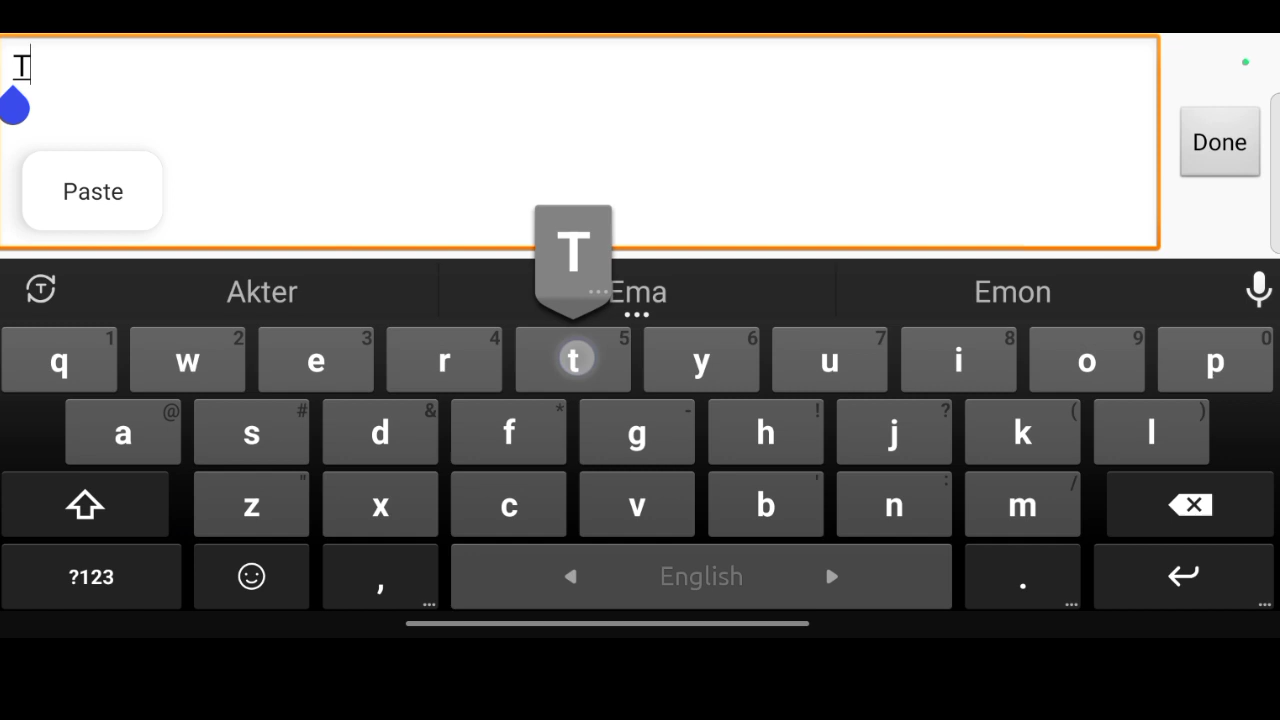 T
Done
Paste
T
Akter Ema Emon
q 1 w 2 e 3 r 4 t 5 y 6 u 7 i 8 o 9 p 0
a @ s # d & f * g - h ! j ? k ( l )
z " x c v b ' n : m /
?123 , English .